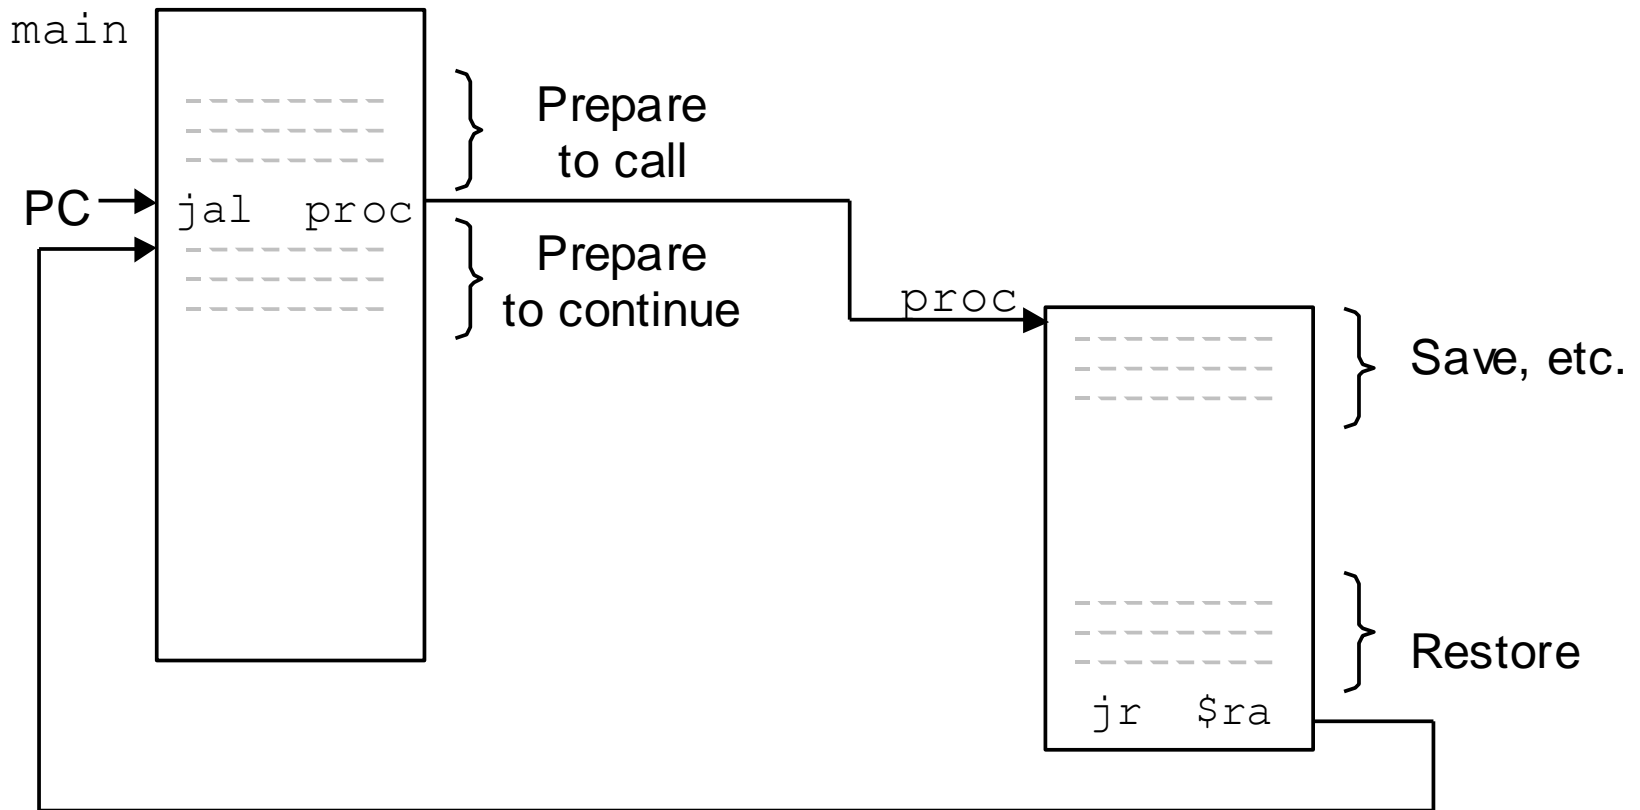 main
Prepare
to call
PC
jal proc
Prepare
to continue
proc
Save, etc.
Restore
jr $ra